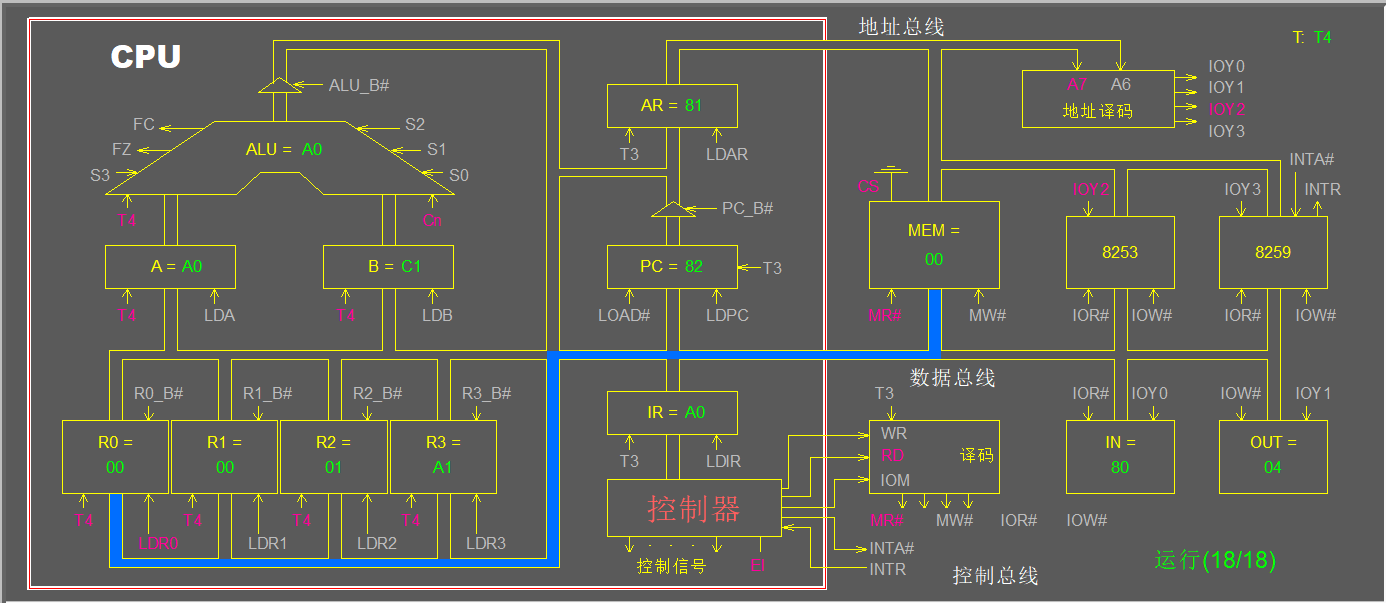 地址总线
T: T4
CPU
ALU_B#
FC
S2
FZ
ALU = A0
S1
S3
S0
T4
Cn
A = A0
B = C1
T4
LDA
T4
LDB
AR = 81
T3
LDAR
PC_B#
PC = 82
T3
LOAD#
LDPC
A7
A6
地址译码
IOY0
IOY1
IOY2
IOY3
CS
MEM =
00
MR#
MW#
IOY2
8253
IOR#
IOW#
INTA#
IOY3
INTR
8259
IOR#
IOW#
数据总线
R0_B#
R1_B#
R2_B#
R3_B#
R0 =
00
R1 =
00
R2 =
01
R3 =
A1
T4
T4
T4
T4
LDR0
LDR1
LDR2
LDR3
IR = A0
T3
LDIR
控制器
控制信号
EI
T3
WR
RD
IOM
译码
MR#
MW#
IOR#
IOW#
INTA#
INTR
控制总线
IOR#
IOY0
IN =
80
IOW#
IOY1
OUT =
04
运行(18/18)